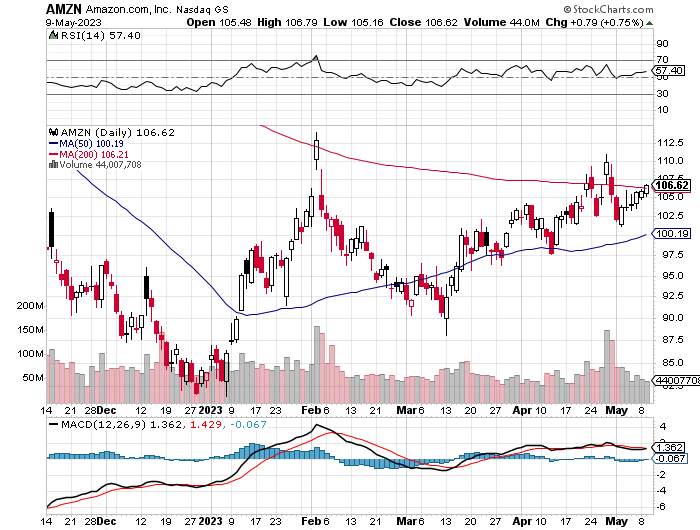 AMZN Amazon.com, Inc. Nasdaq GS © StockCharts.com
9-May-2023 Open 105.48 High 106.79 Low 105.16 Close 106.62 Volume 44.0M Chg +0.79 (+0.75%)
RSI(14) 57.40
90
70
57.40
50
30
10
AMZN (Daily) 106.62
MA(50) 100.19
MA(200) 106.21
Volume 44,007,708
112.5
110.0
107.5
106.62
105.0
102.5
100.19
97.5
95.0
92.5
90.0
87.5
85.0
82.5
200M
150M
100M
50M
44007708
14 21 28 Dec 12 19 27 2023 9 17 23 Feb 6 13 21 Mar 6 13 20 27 Apr 10 17 24 May 8
MACD(12,26,9) 1.362, 1.429, -0.067
4
2
1.362
-0.067
-2
-4
-6
14 21 28 Dec 12 19 27 2023 9 17 23 Feb 6 13 21 Mar 6 13 20 27 Apr 10 17 24 May 8